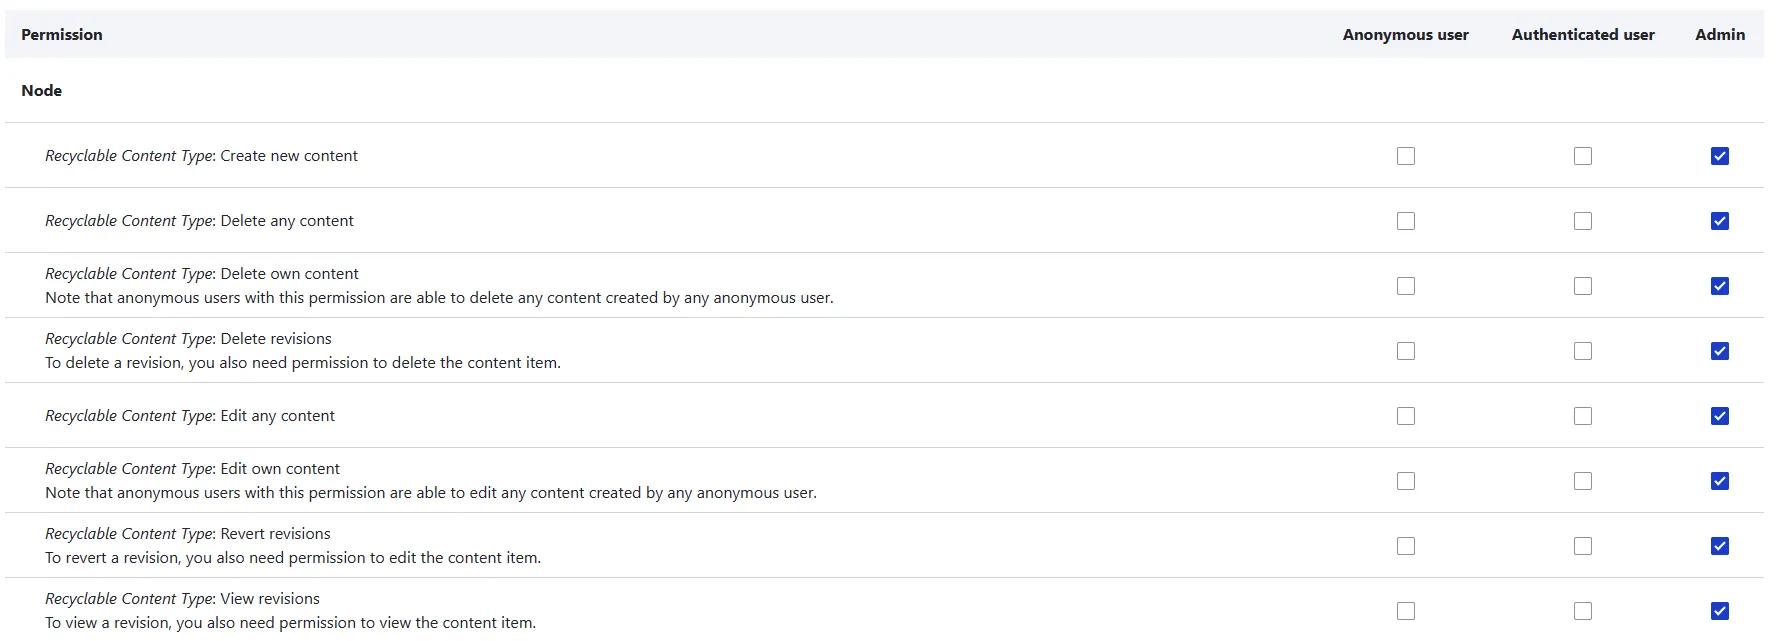 Permission Anonymous user Authenticated user Admin
Node
Recyclable Content Type: Create new content
Recyclable Content Type: Delete any content
Recyclable Content Type: Delete own content
Note that anonymous users with this permission are able to delete any content created by any anonymous user.
Recyclable Content Type: Delete revisions
To delete a revision, you also need permission to delete the content item.
Recyclable Content Type: Edit any content
Recyclable Content Type: Edit own content
Note that anonymous users with this permission are able to edit any content created by any anonymous user.
Recyclable Content Type: Revert revisions
To revert a revision, you also need permission to edit the content item.
Recyclable Content Type: View revisions
To view a revision, you also need permission to view the content item.